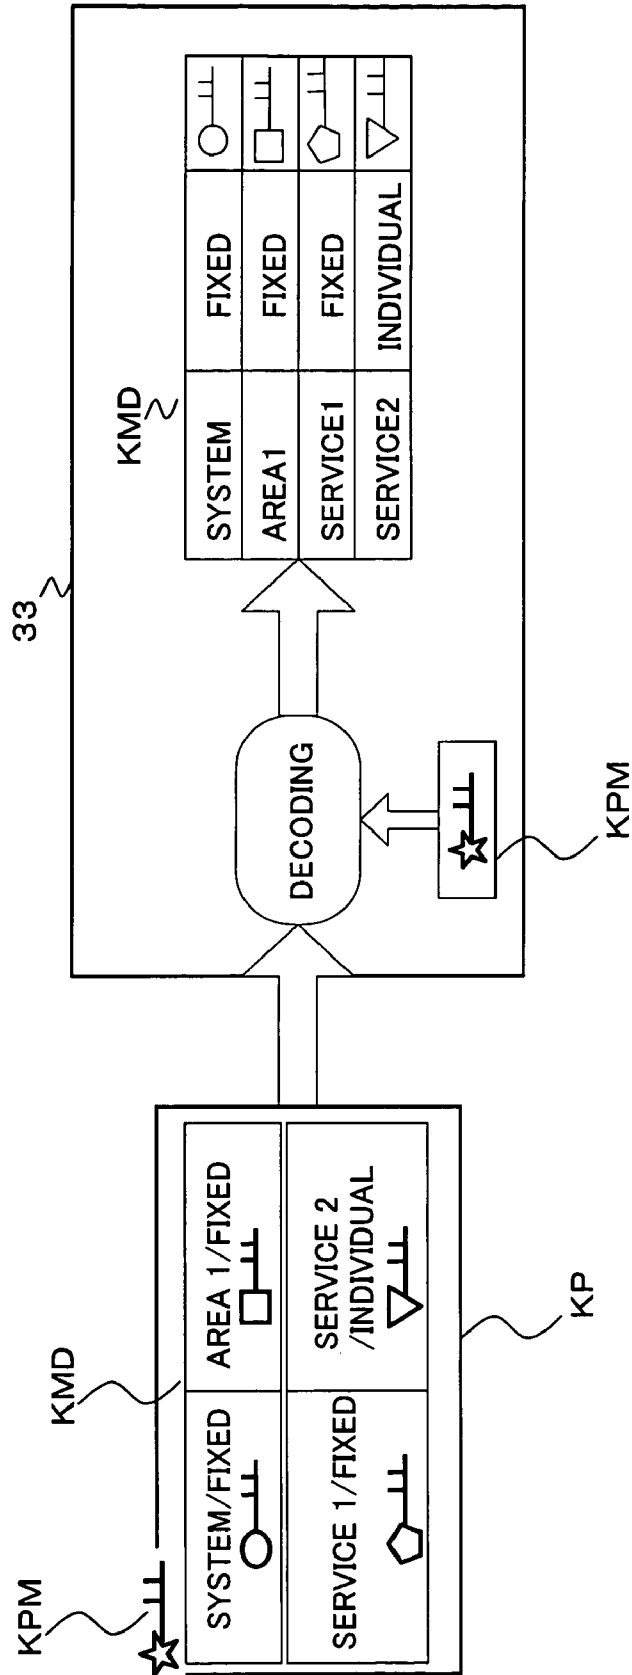 KPM
KMD
SYSTEM/FIXED
AREA 1/FIXED
SERVICE 1/FIXED
SERVICE 2
/INDIVIDUAL
KP
33
DECODING
KPM
KMD
SYSTEM FIXED
AREA1 FIXED
SERVICE1 FIXED
SERVICE2 INDIVIDUAL